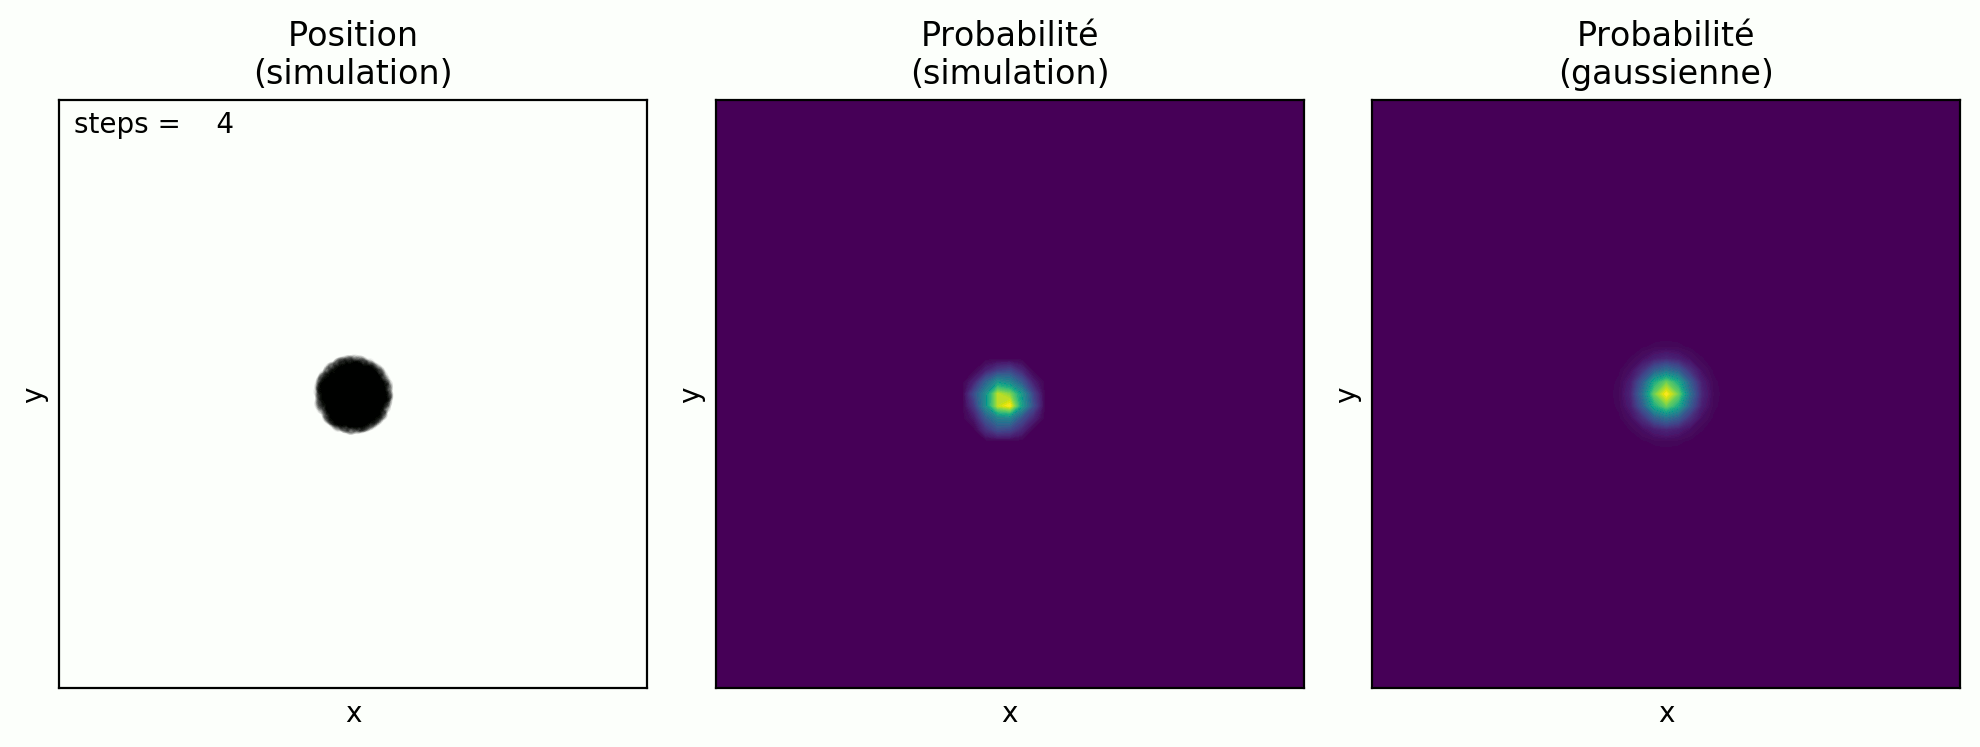 Position
(simulation)
steps =    4
y
x
Probabilité
(simulation)
y
x
Probabilité
(gaussienne)
y
x